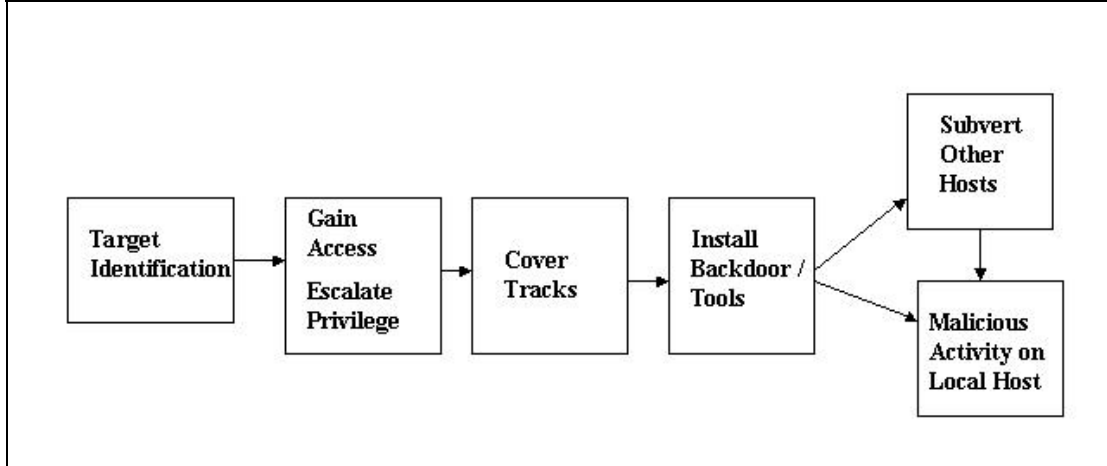 Target
Identification
Gain
Access
Escalate
Privilege
Cover
Tracks
Install
Backdoor /
Tools
Subvert
Other
Hosts
Malicious
Activity on
Local Host